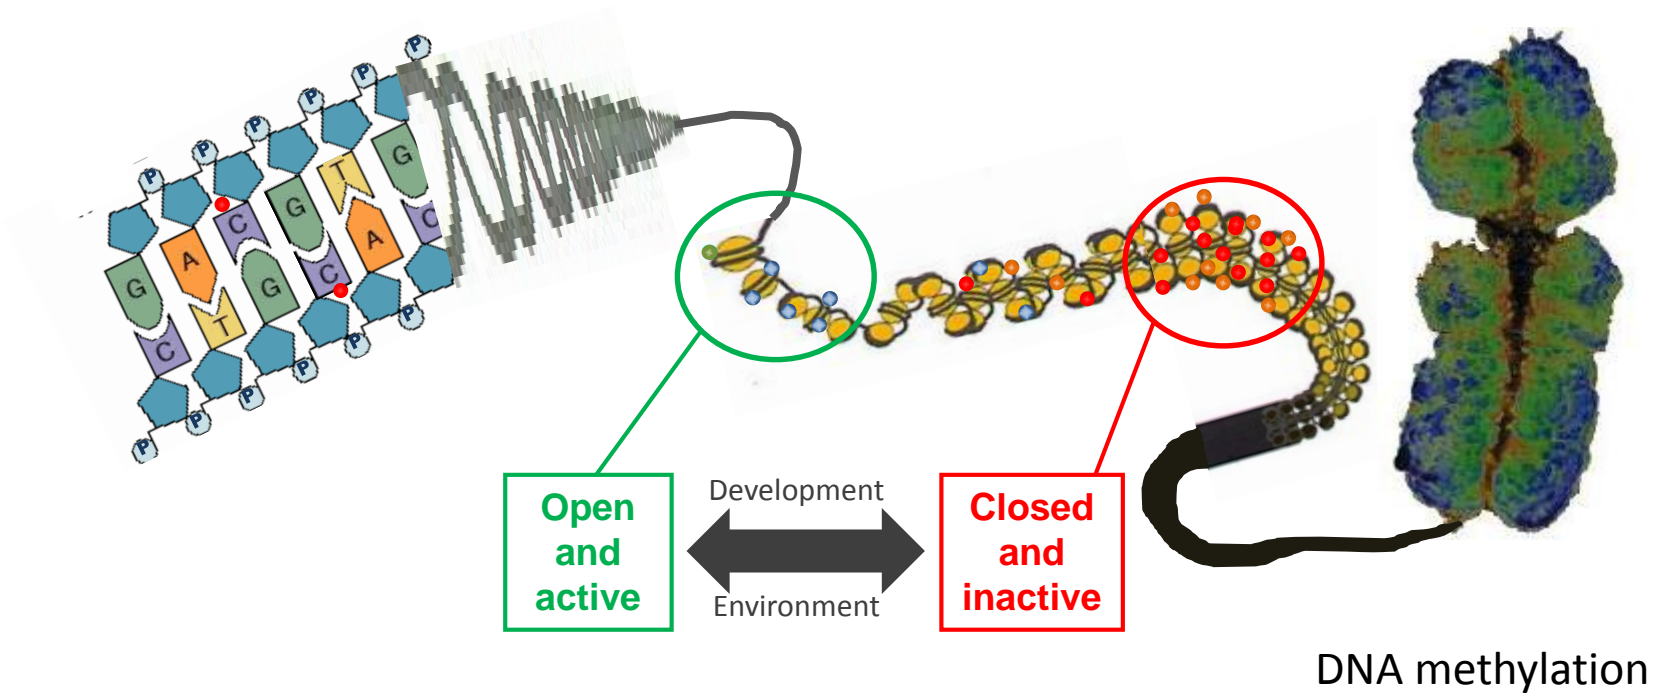 P
P
P
P
P
P
G
A
C
G
T
G
C
T
G
C
A
C
P
P
P
P
P
P
Open
and
active
Development
Environment
Closed
and
inactive
DNA methylation